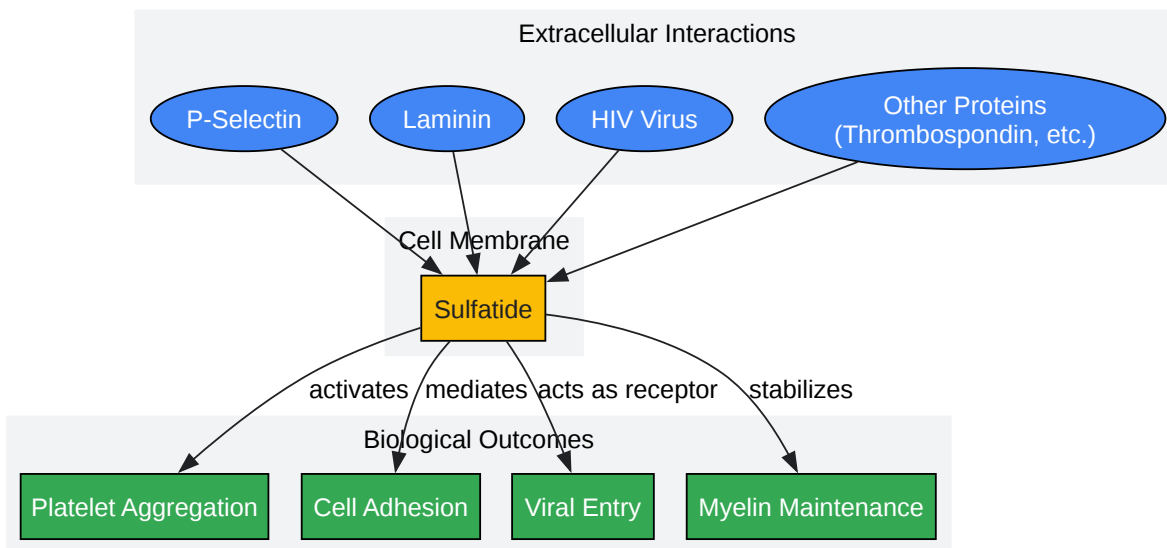 Extracellular Interactions
P-Selectin
Laminin
HIV Virus
Other Proteins
(Thrombospondin, etc.)
Cell Membrane
Sulfatide
activates
mediates
acts as receptor
stabilizes
Biological Outcomes
Platelet Aggregation
Cell Adhesion
Viral Entry
Myelin Maintenance